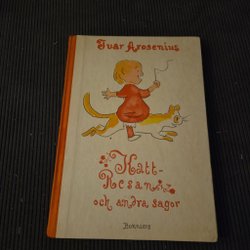 Ivar Arosenius
Katt-
Resan
och andra sagor
Bonniers